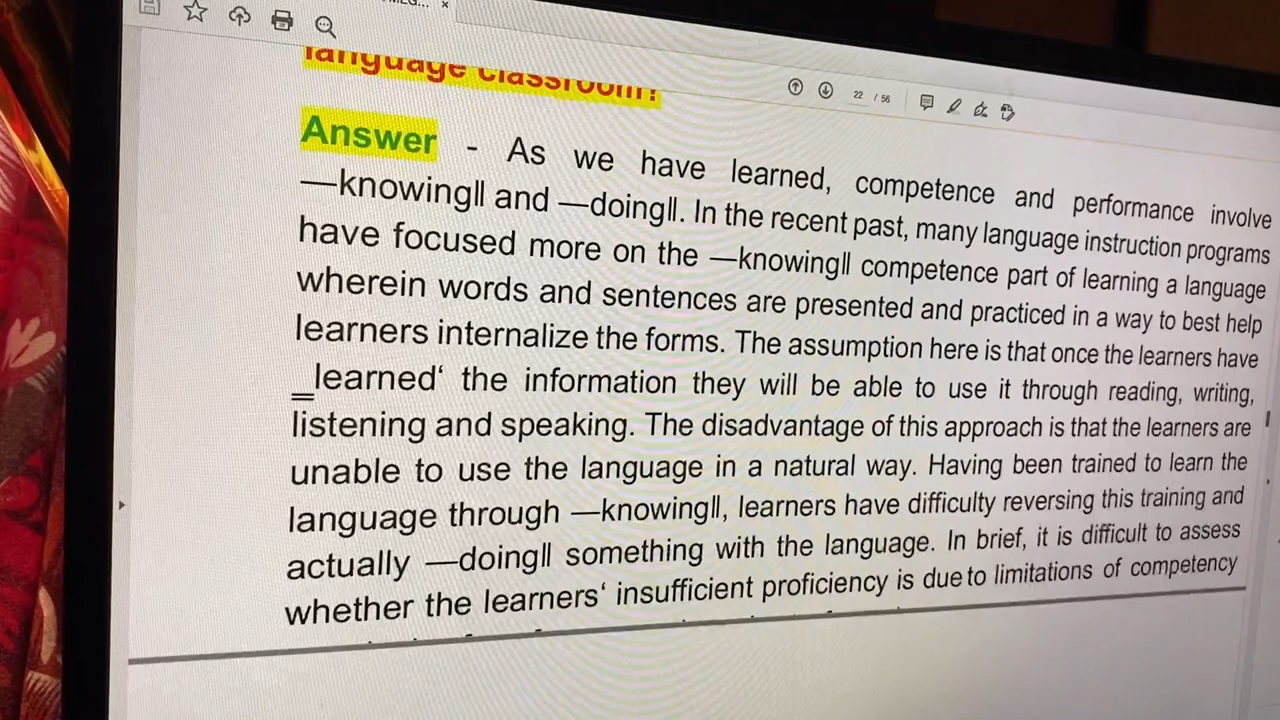 language classroom?
22 / 56
Answer - As we have learned, competence and performance involve
―knowing‖ and ―doing‖. In the recent past, many language instruction programs
have focused more on the ―knowing‖ competence part of learning a language
wherein words and sentences are presented and practiced in a way to best help
learners internalize the forms. The assumption here is that once the learners have
‗learned‘ the information they will be able to use it through reading, writing,
listening and speaking. The disadvantage of this approach is that the learners are
unable to use the language in a natural way. Having been trained to learn the
language through ―knowing‖, learners have difficulty reversing this training and
actually ―doing‖ something with the language. In brief, it is difficult to assess
whether the learners‘ insufficient proficiency is due to limitations of competency